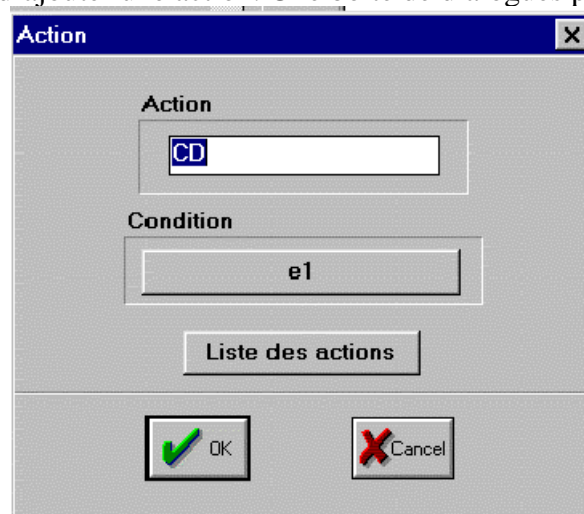 Action
Action
CD
Condition
e1
Liste des actions
OK
Cancel